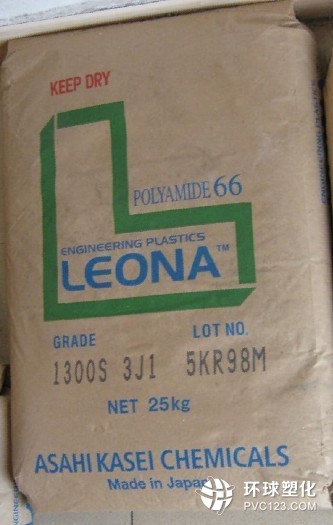 KEEP DRY
POLYAMIDE 66
ENGINEERING PLASTICS
LEONA™
GRADE LOT NO.
1300S 3J1 5KR98M
NET 25kg
ASAHI KASEI CHEMICALS
Made in Japan
环球塑化
PVC123.COM